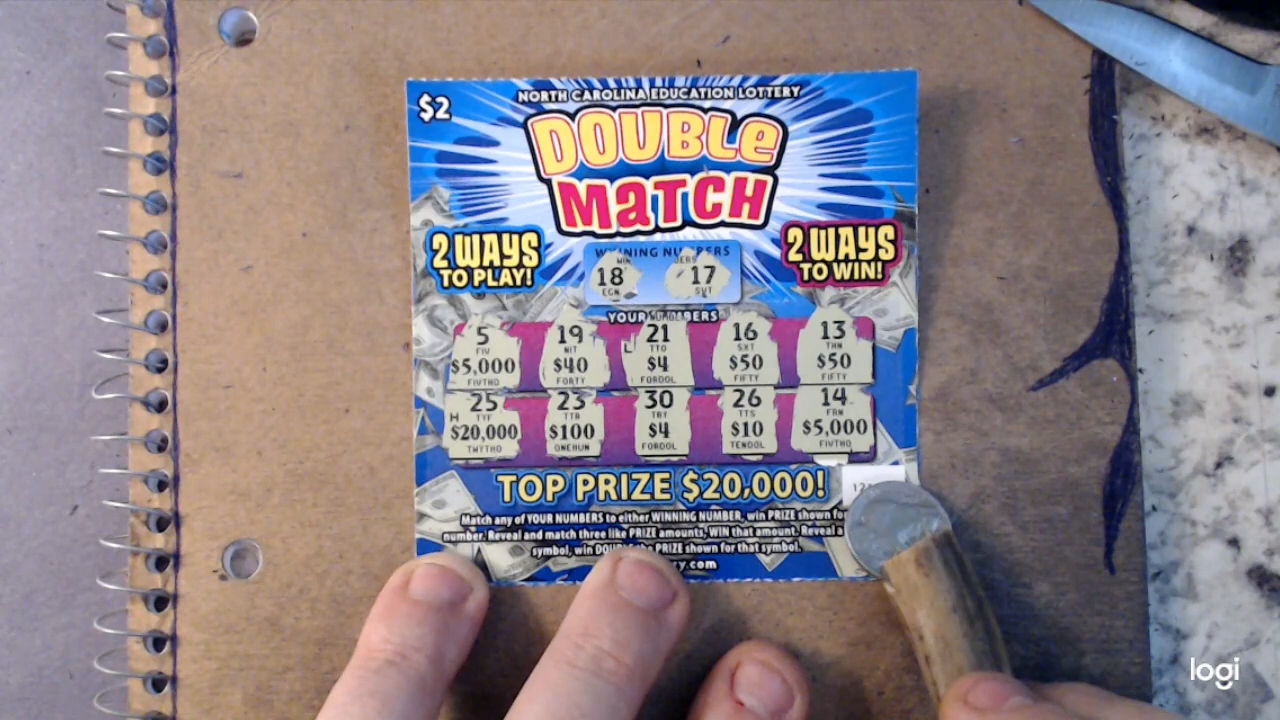 NORTH CAROLINA EDUCATION LOTTERY
$2
DOUBLE
MATCH
2 WAYS
TO PLAY!
2 WAYS
TO WIN!
WINNING NUMBERS
18 17
EGN SVT
YOUR NUMBERS
5 19 21 16 13
FIV NIT TTO SXT THN
$5,000 $40 $4 $50 $50
FIVTHO FORTY FORDOL FIFTY FIFTY
25 23 30 26 14
TYF TTR TRY TTS FRN
$20,000 $100 $4 $10 $5,000
TWYTHO ONEHUN FORDOL TENDOL FIVTHO
TOP PRIZE $20,000!
Match any of YOUR NUMBERS to either WINNING NUMBER, win PRIZE shown for
number. Reveal and match three like PRIZE amounts, WIN that amount. Reveal a
symbol, win DOUBLE the PRIZE shown for that symbol.
ry.com
logi